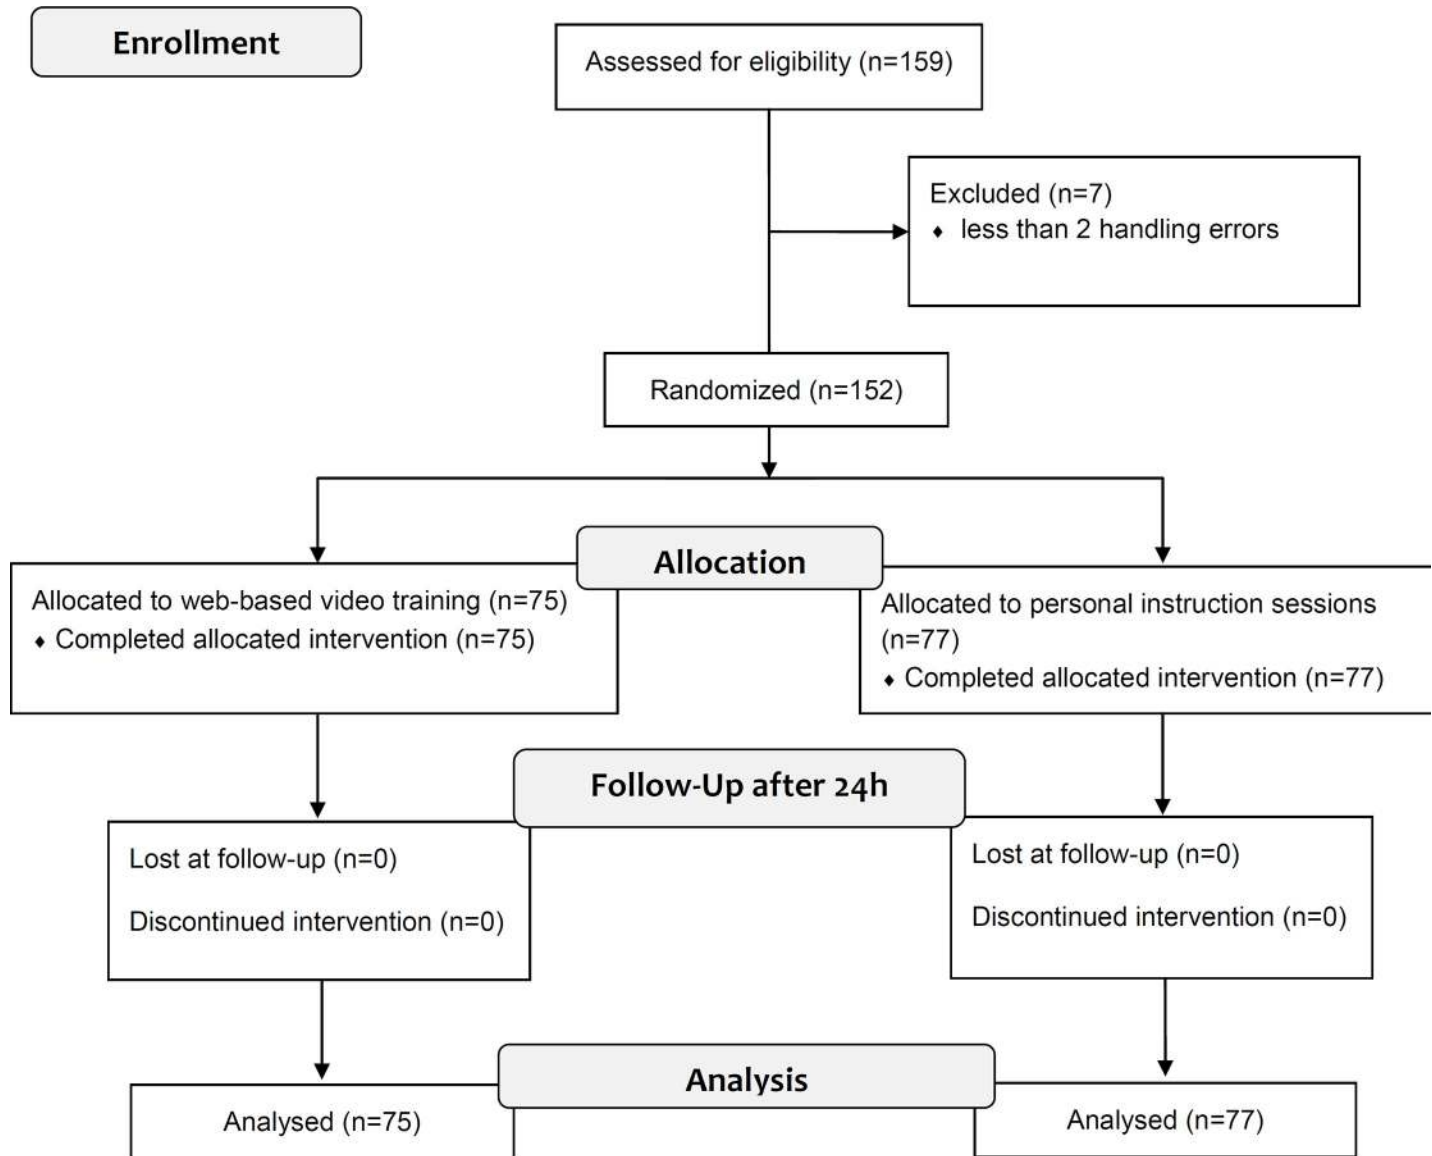 Enrollment
Assessed for eligibility (n=159)
Excluded (n=7)
⬧ less than 2 handling errors
Randomized (n=152)
Allocation
Allocated to web-based video training (n=75)
⬧ Completed allocated intervention (n=75)
Allocated to personal instruction sessions
(n=77)
⬧ Completed allocated intervention (n=77)
Follow-Up after 24h
Lost at follow-up (n=0)
Discontinued intervention (n=0)
Lost at follow-up (n=0)
Discontinued intervention (n=0)
Analysis
Analysed (n=75)
Analysed (n=77)